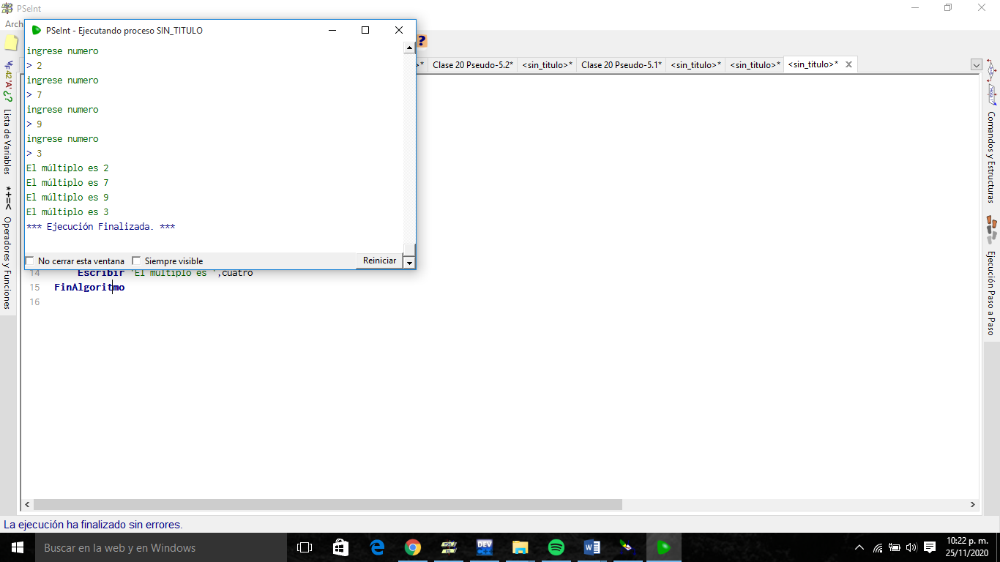 PSeInt
Arch
PSeInt - Ejecutando proceso SIN_TITULO
ingrese numero
> 2
ingrese numero
> 7
ingrese numero
> 9
ingrese numero
> 3
El múltiplo es 2
El múltiplo es 7
El múltiplo es 9
El múltiplo es 3
*** Ejecución Finalizada. ***
No cerrar esta ventana
Siempre visible
Reiniciar
>*
Clase 20 Pseudo-5.2*
<sin_titulo>*
Clase 20 Pseudo-5.1*
<sin_titulo>*
<sin_titulo>*
<sin_titulo>*
14 Escribir 'El múltiplo es ',cuatro
15 FinAlgoritmo
16
Lista de Variables
*+=<
Operadores y Funciones
Comandos y Estructuras
Ejecución Paso a Paso
La ejecución ha finalizado sin errores.
Buscar en la web y en Windows
DEV
10:22 p. m.
25/11/2020